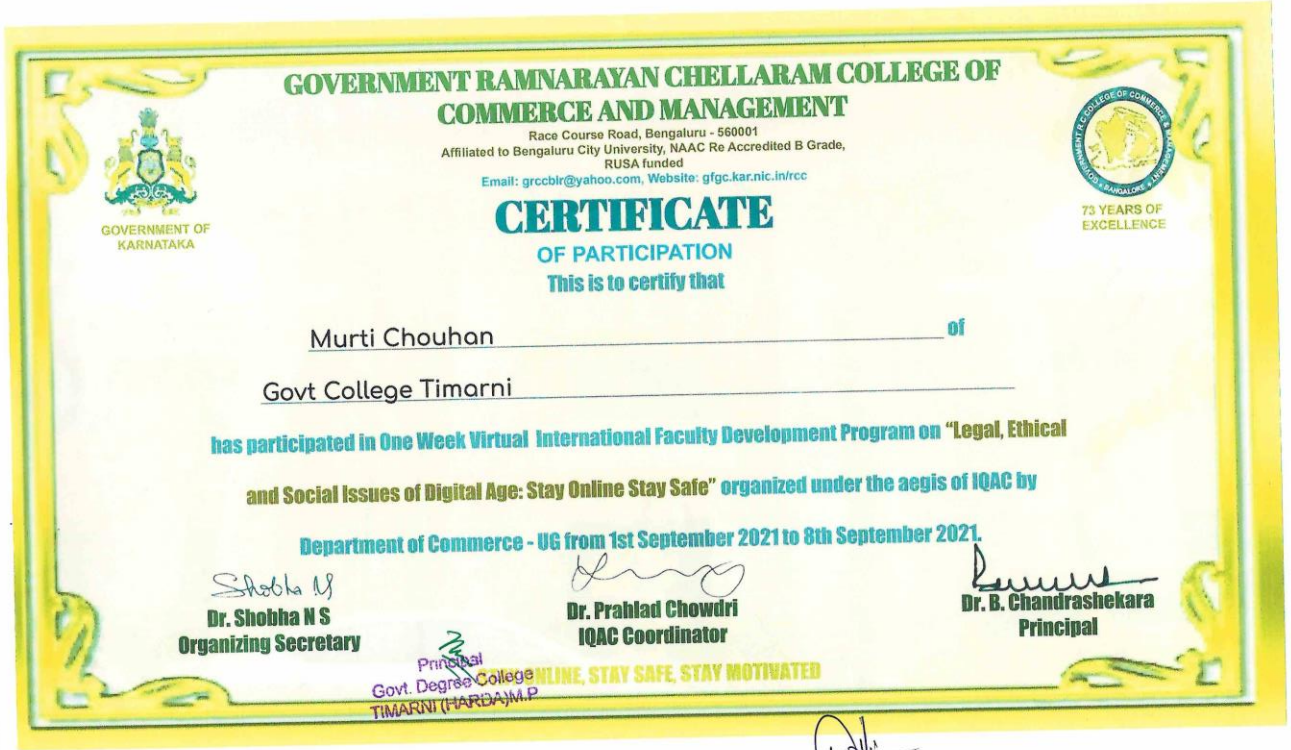 GOVERNMENT RAMNARAYAN CHELLARAM COLLEGE OF
COMMERCE AND MANAGEMENT
Race Course Road, Bengaluru - 560001
Affiliated to Bengaluru City University, NAAC Re Accredited B Grade,
RUSA funded
Email: grccblr@yahoo.com, Website: gfgc.kar.nic.in/rcc
GOVERNMENT OF
KARNATAKA
GOVERNMENT R.C. COLLEGE OF COMMERCE & MANAGEMENT
BANGALORE
73 YEARS OF
EXCELLENCE
CERTIFICATE
OF PARTICIPATION
This is to certify that
Murti Chouhan of
Govt College Timarni
has participated in One Week Virtual International Faculty Development Program on "Legal, Ethical
and Social Issues of Digital Age: Stay Online Stay Safe" organized under the aegis of IQAC by
Department of Commerce - UG from 1st September 2021 to 8th September 2021.
Shobha N S
Dr. Shobha N S
Organizing Secretary
Dr. Prahlad Chowdri
IQAC Coordinator
Dr. B. Chandrashekara
Principal
ONLINE, STAY SAFE, STAY MOTIVATED
Principal
Govt. Degree College
TIMARNI (HARDA) M.P